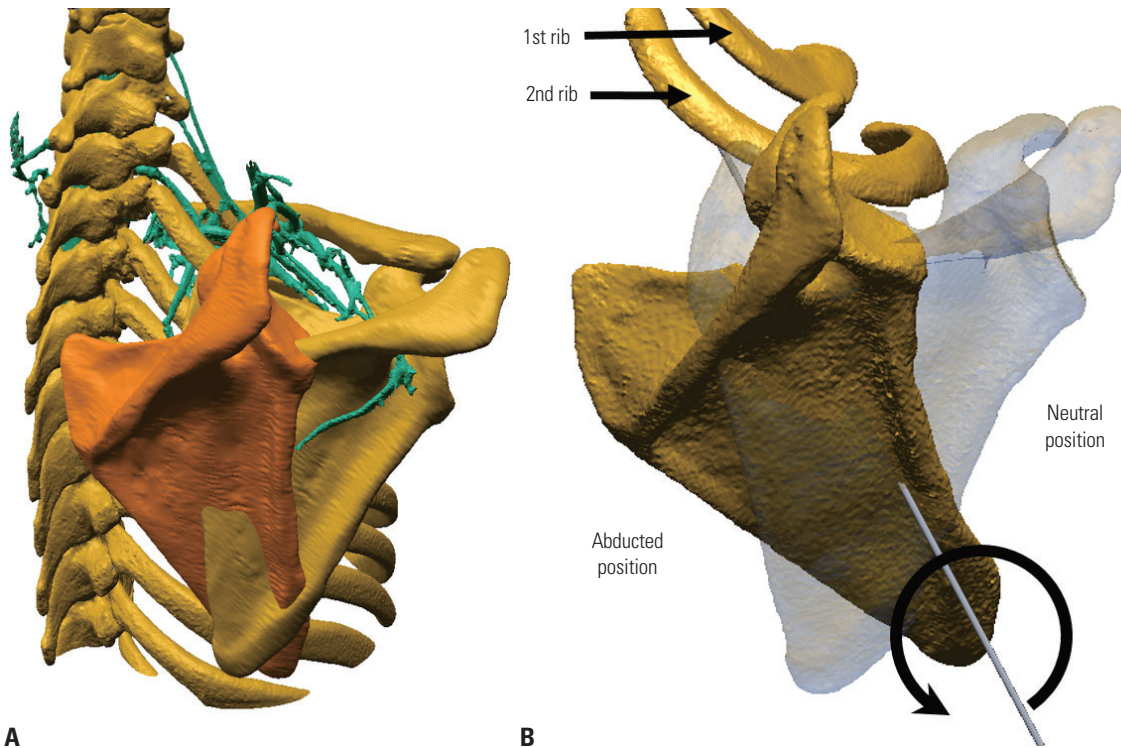 1st rib
2nd rib
Neutral
position
Abducted
position
A
B